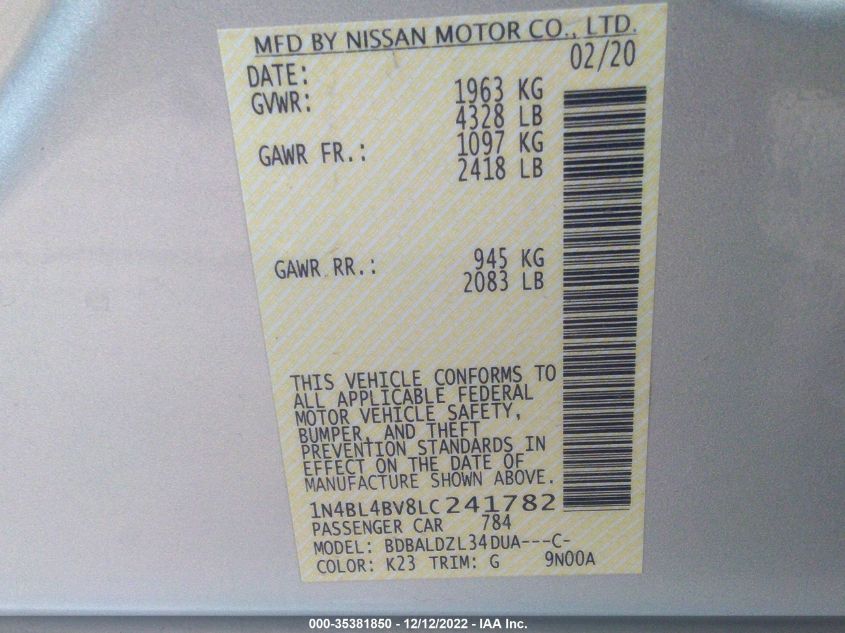 MFD BY NISSAN MOTOR CO., LTD.
DATE: 02/20
GVWR: 1963 KG
4328 LB
GAWR FR.: 1097 KG
2418 LB
GAWR RR.: 945 KG
2083 LB
THIS VEHICLE CONFORMS TO
ALL APPLICABLE FEDERAL
MOTOR VEHICLE SAFETY,
BUMPER, AND THEFT
PREVENTION STANDARDS IN
EFFECT ON THE DATE OF
MANUFACTURE SHOWN ABOVE.
1N4BL4BV8LC241782
PASSENGER CAR 784
MODEL: BDBALDZL34DUA---C-
COLOR: K23 TRIM: G 9N00A
000-35381850 - 12/12/2022 - IAA Inc.